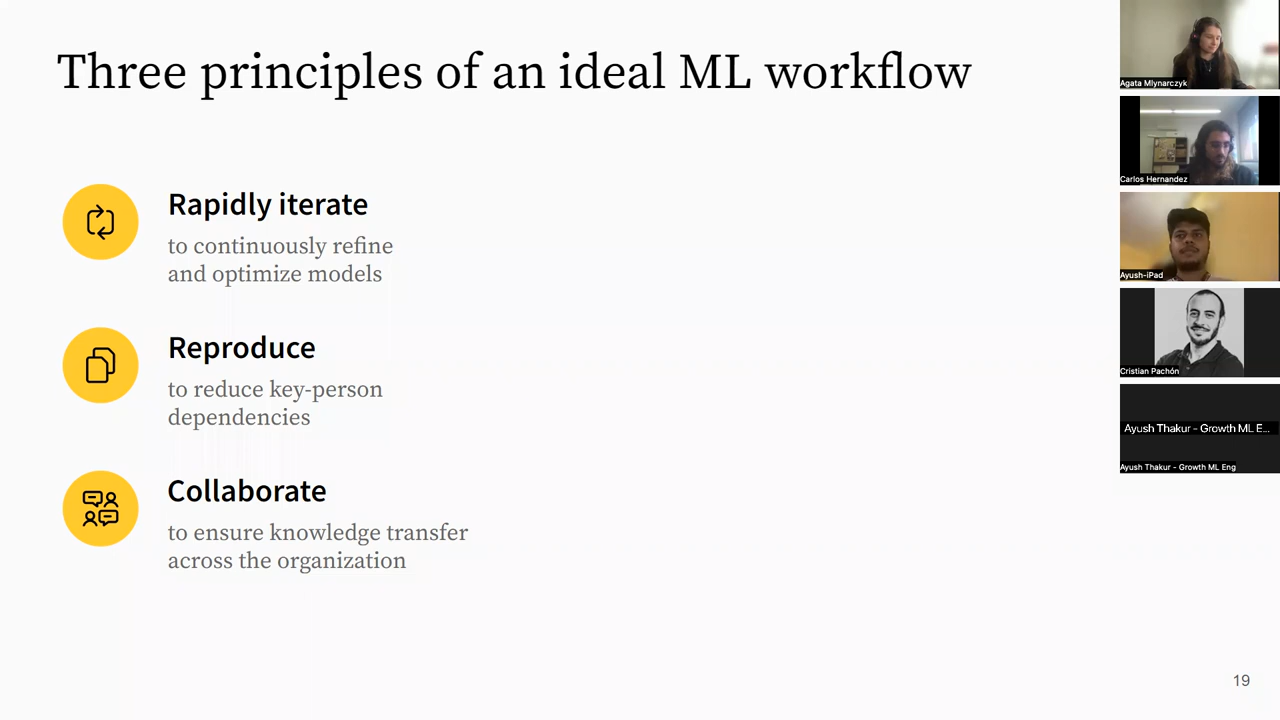 Three principles of an ideal ML workflow
Rapidly iterate
to continuously refine
and optimize models
Reproduce
to reduce key-person
dependencies
Collaborate
to ensure knowledge transfer
across the organization
19
Agata Mlynarczyk
Carlos Hernandez
Ayush-iPad
Cristian Pachón
Ayush Thakur - Growth ML E...
Ayush Thakur - Growth ML Eng